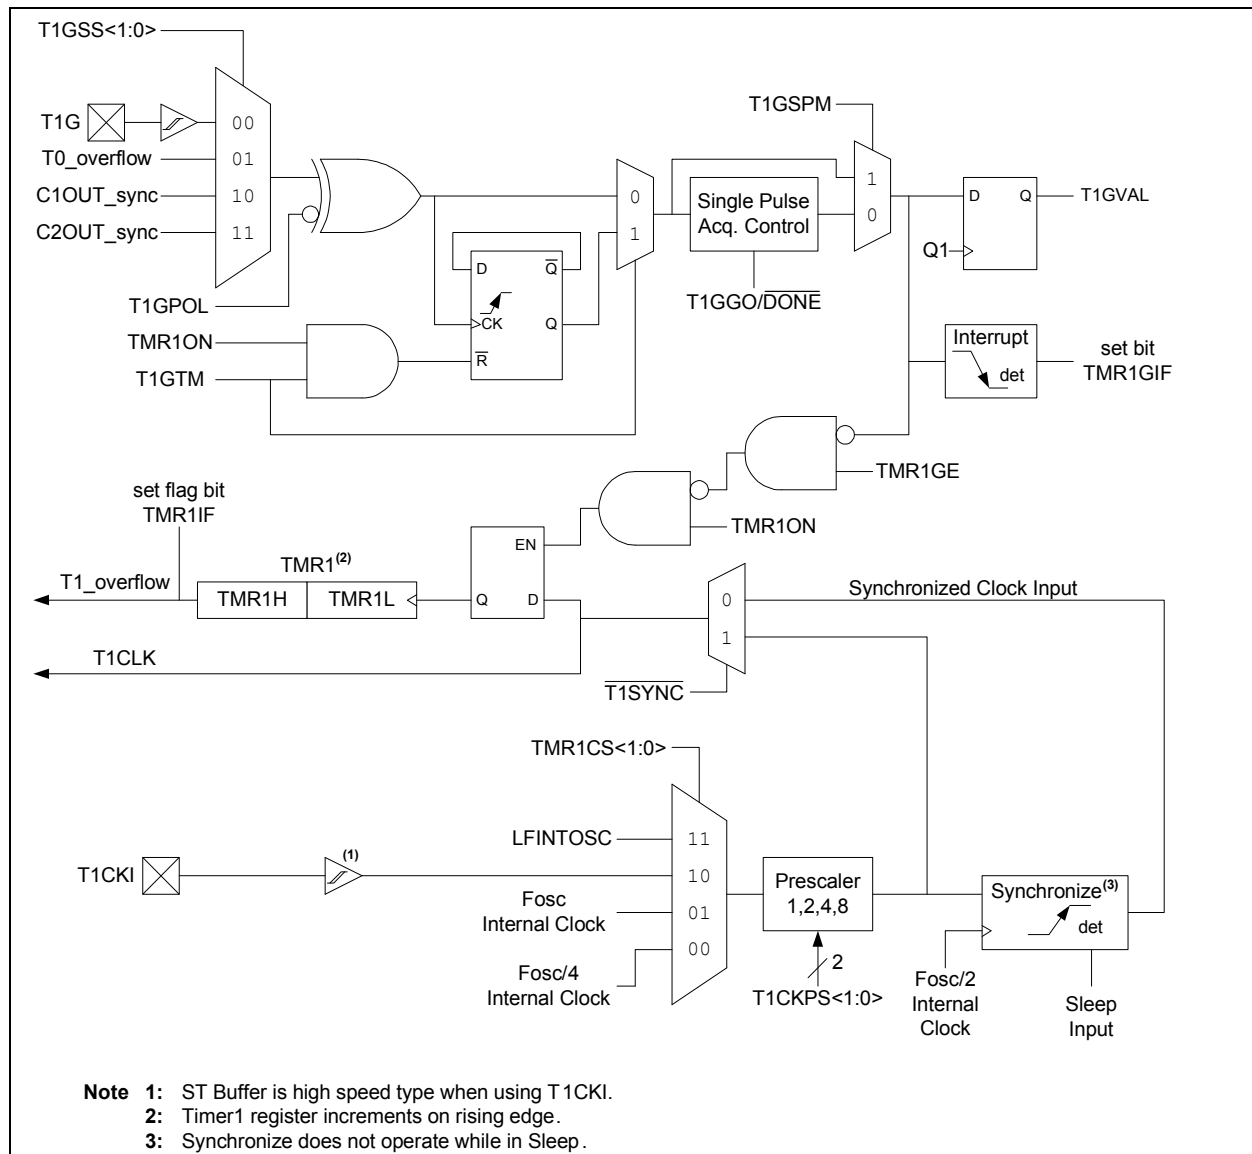 T1GSS<1:0>
T1G
00
T0_overflow
01
C1OUT_sync
10
C2OUT_sync
11
T1GPOL
TMR1ON
T1GTM
D
Q
CK
Q
R
0
1
T1GSPM
Single Pulse
Acq. Control
T1GGO/DONE
1
0
D
Q
Q1
T1GVAL
Interrupt
det
set bit
TMR1GIF
TMR1GE
TMR1ON
set flag bit
TMR1IF
TMR1(2)
T1_overflow
TMR1H
TMR1L
EN
Q
D
T1CLK
0
1
Synchronized Clock Input
T1SYNC
TMR1CS<1:0>
LFINTOSC
11
T1CKI
(1)
10
Fosc
Internal Clock
01
00
Fosc/4
Internal Clock
Prescaler
1,2,4,8
2
T1CKPS<1:0>
Synchronize(3)
det
Fosc/2
Internal
Clock
Sleep
Input
Note 1: ST Buffer is high speed type when using T1CKI.
2: Timer1 register increments on rising edge.
3: Synchronize does not operate while in Sleep.